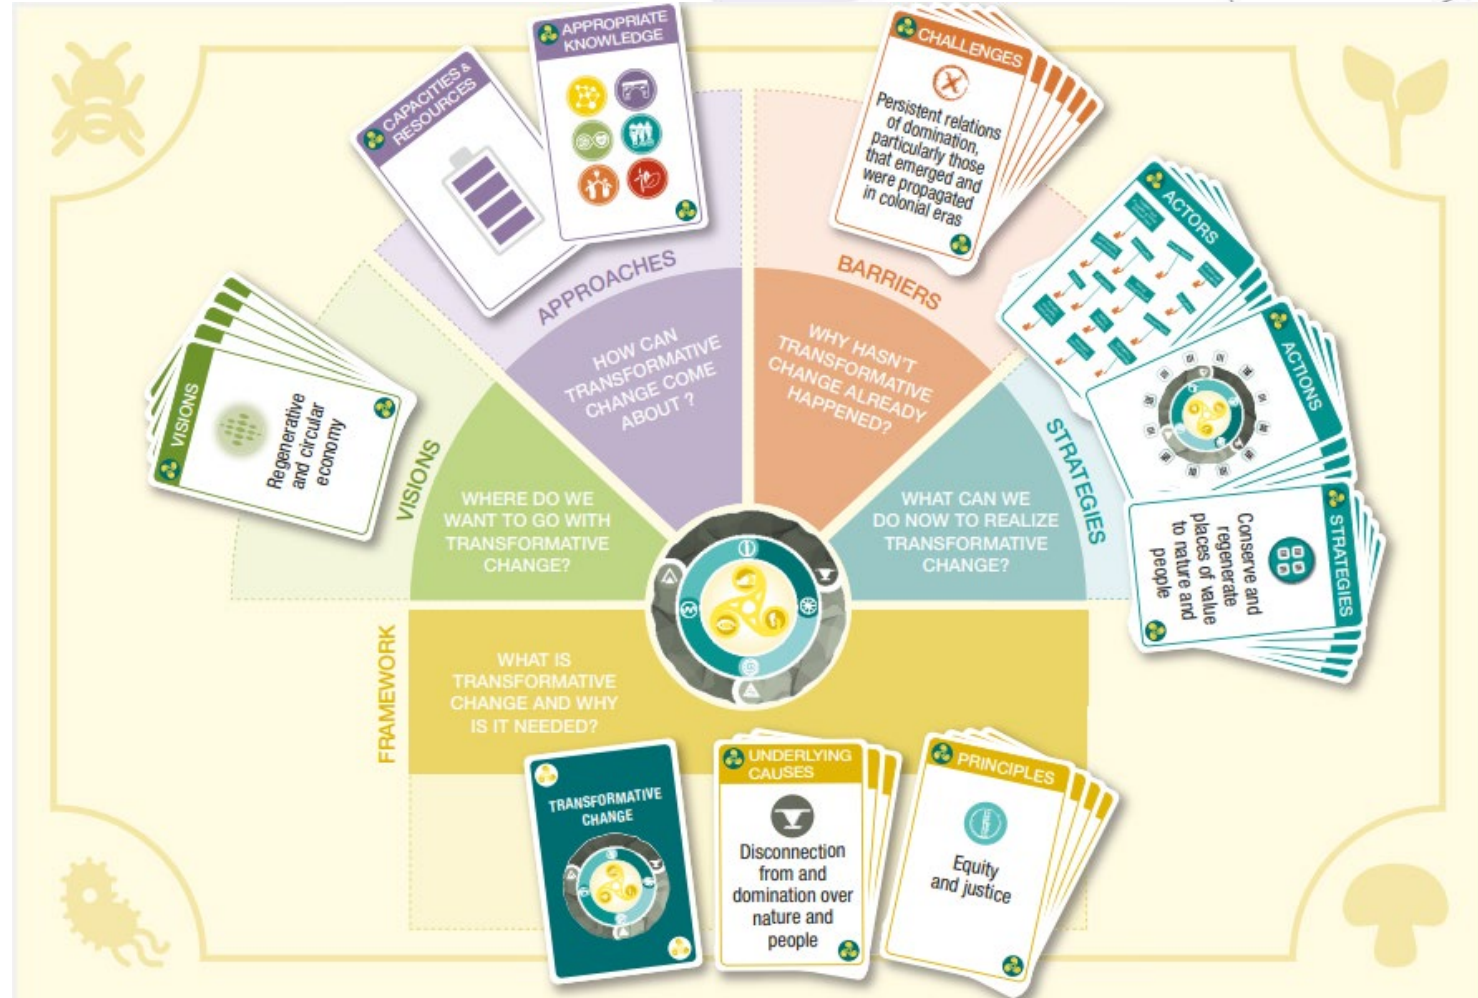 CAPACITIES &
RESOURCES
APPROPRIATE
KNOWLEDGE
CHALLENGES
Persistent relations
of domination,
particularly those
that emerged and
were propagated
in colonial eras
ACTORS
ACTIONS
STRATEGIES
Conserve and
regenerate
places of value
to nature and
people
VISIONS
Regenerative
and circular
economy
VISIONS
WHERE DO WE
WANT TO GO WITH
TRANSFORMATIVE
CHANGE?
APPROACHES
HOW CAN
TRANSFORMATIVE
CHANGE COME
ABOUT ?
BARRIERS
WHY HASN'T
TRANSFORMATIVE
CHANGE ALREADY
HAPPENED?
STRATEGIES
WHAT CAN WE
DO NOW TO REALIZE
TRANSFORMATIVE
CHANGE?
FRAMEWORK
WHAT IS
TRANSFORMATIVE
CHANGE AND WHY
IS IT NEEDED?
TRANSFORMATIVE
CHANGE
UNDERLYING
CAUSES
Disconnection
from and
domination over
nature and
people
PRINCIPLES
Equity
and justice